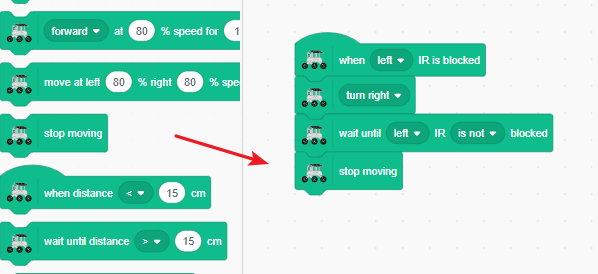 forward at 80 % speed for 1
move at left 80 % right 80 % spe
stop moving
when distance < 15 cm
wait until distance > 15 cm
when left IR is blocked
turn right
wait until left IR is not blocked
stop moving